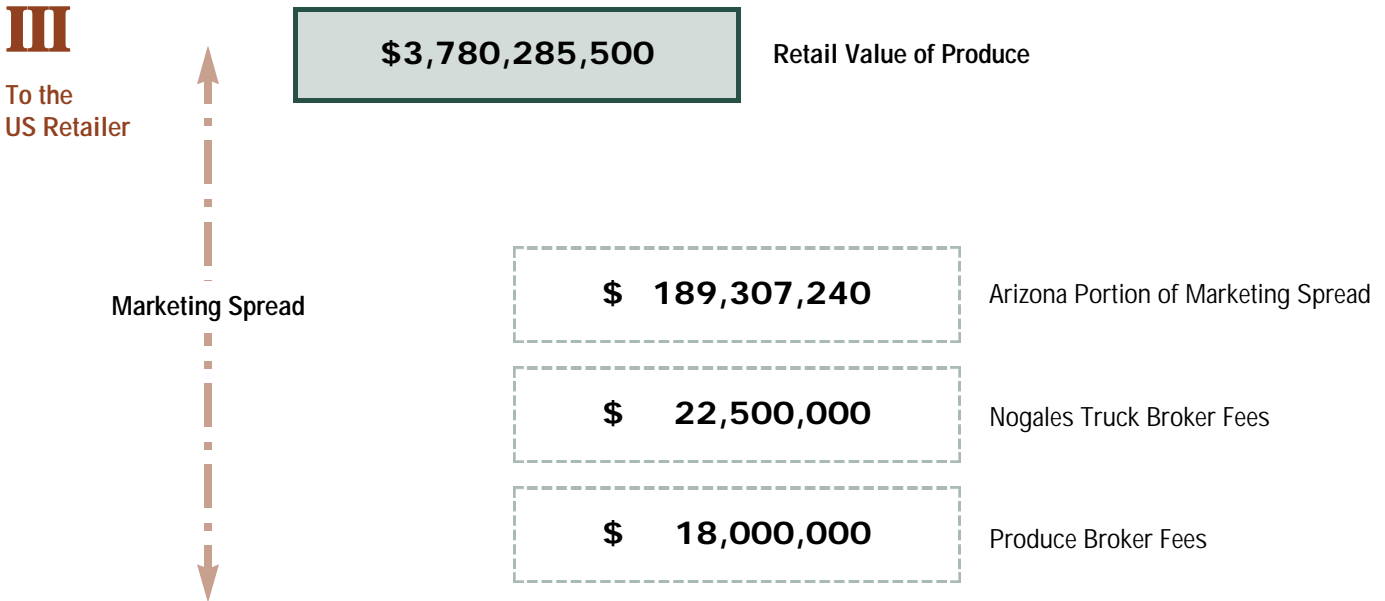 III
To the
US Retailer
$3,780,285,500
Retail Value of Produce
Marketing Spread
$ 189,307,240
Arizona Portion of Marketing Spread
$ 22,500,000
Nogales Truck Broker Fees
$ 18,000,000
Produce Broker Fees